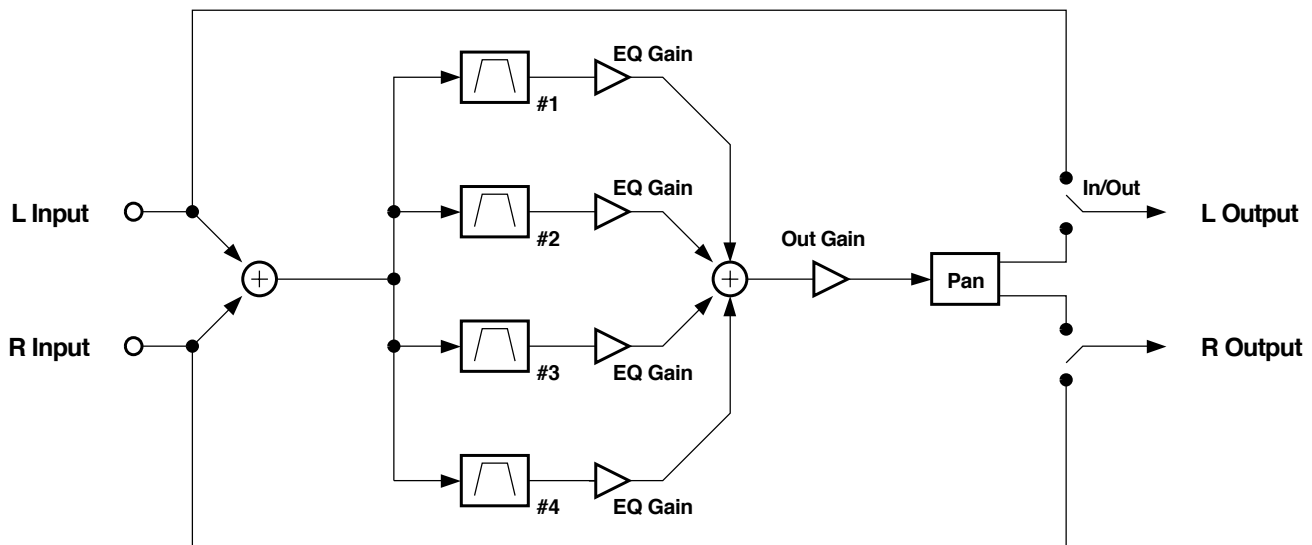 EQ Gain
#1
EQ Gain
In/Out
L Input
L Output
#2
Out Gain
+
+
Pan
R Input
R Output
#3
EQ Gain
#4
EQ Gain